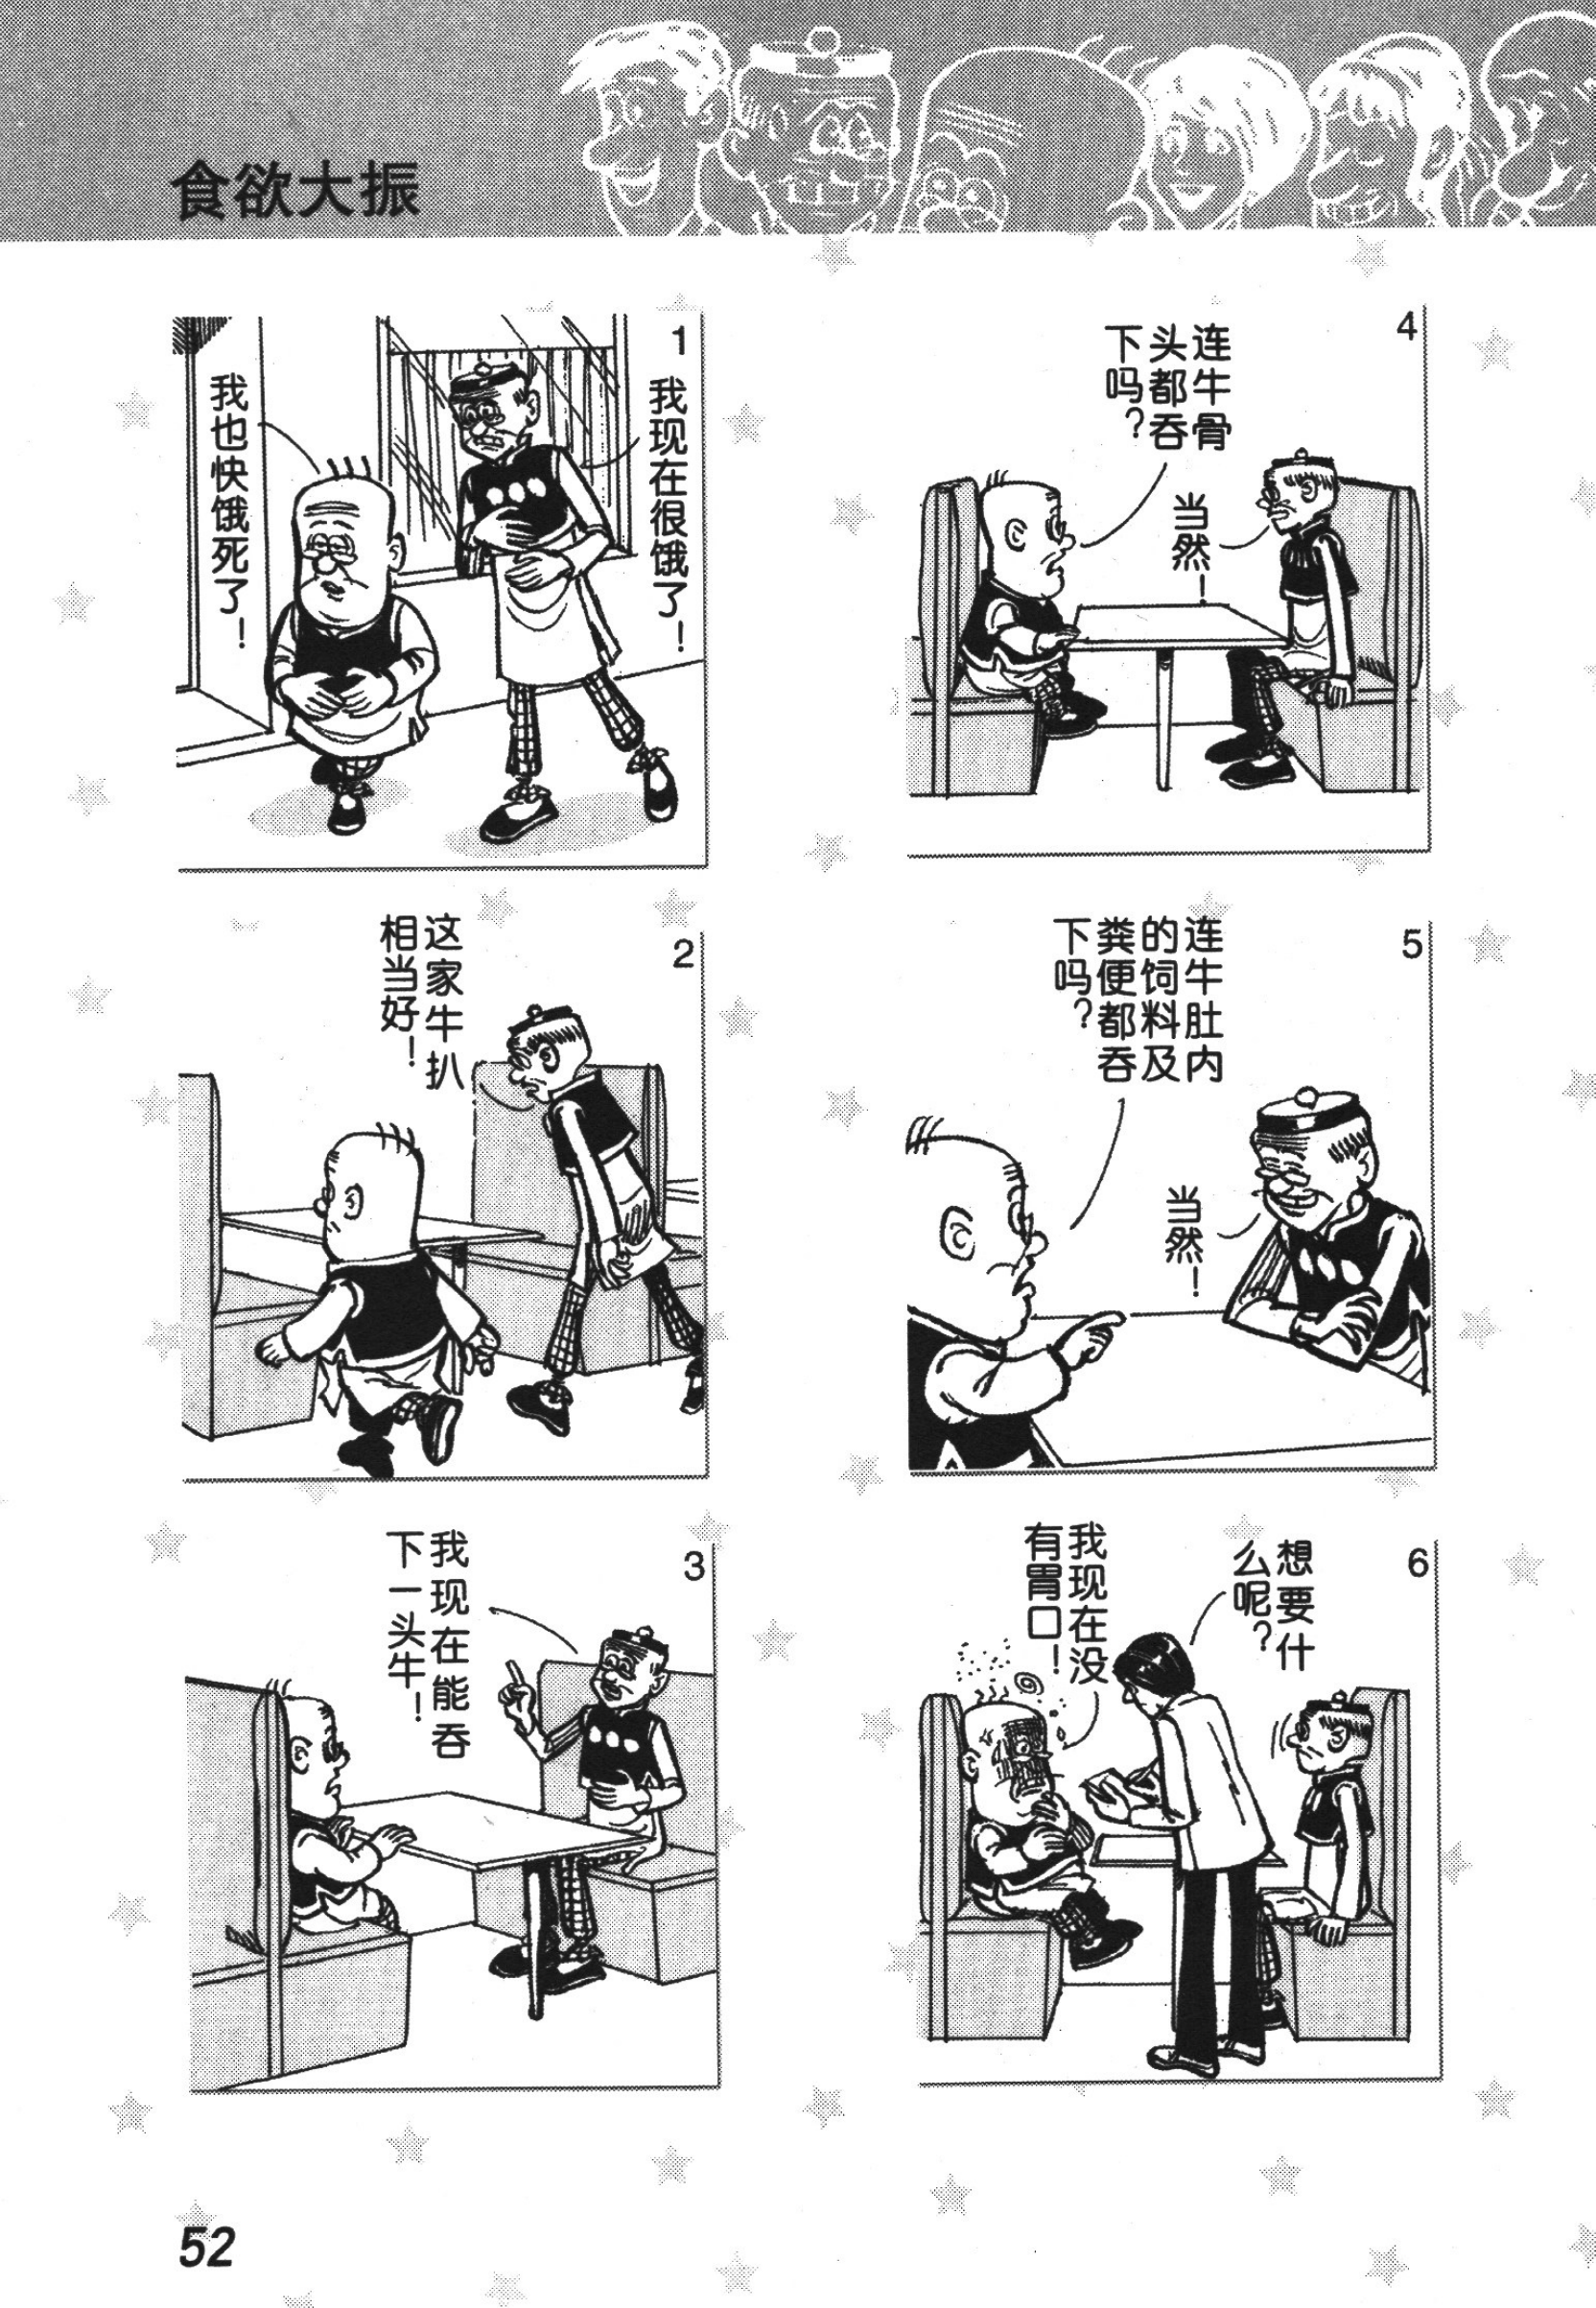 食欲大振
1
我现在很饿了！
我也快饿死了！
2
这家牛扒
相当好！
3
我现在能吞
下一头牛！
4
连牛骨
头都吞
下吗？
当然！
5
连牛肚内
的饲料及
粪便都吞
下吗？
当然！
6
想要什
么呢？
我现在没
有胃口！
52